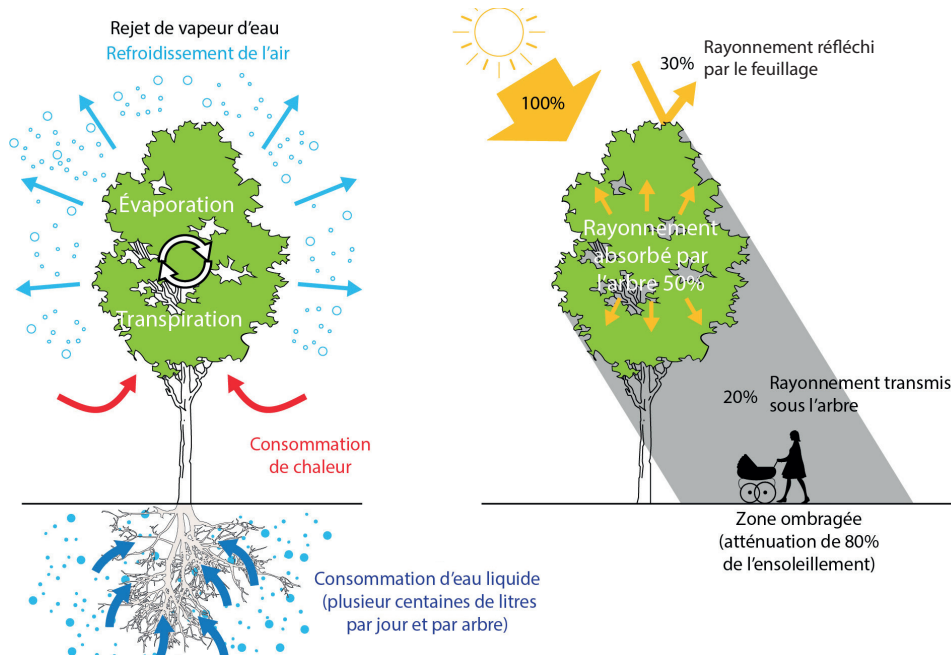 Rejet de vapeur d'eau
Refroidissement de l'air
Évaporation
Transpiration
Consommation
de chaleur
Consommation d'eau liquide
(plusieur centaines de litres
par jour et par arbre)
100%
30%
Rayonnement réfléchi
par le feuillage
Rayonnement
absorbé par
l'arbre 50%
20%
Rayonnement transmis
sous l'arbre
Zone ombragée
(atténuation de 80%
de l'ensoleillement)